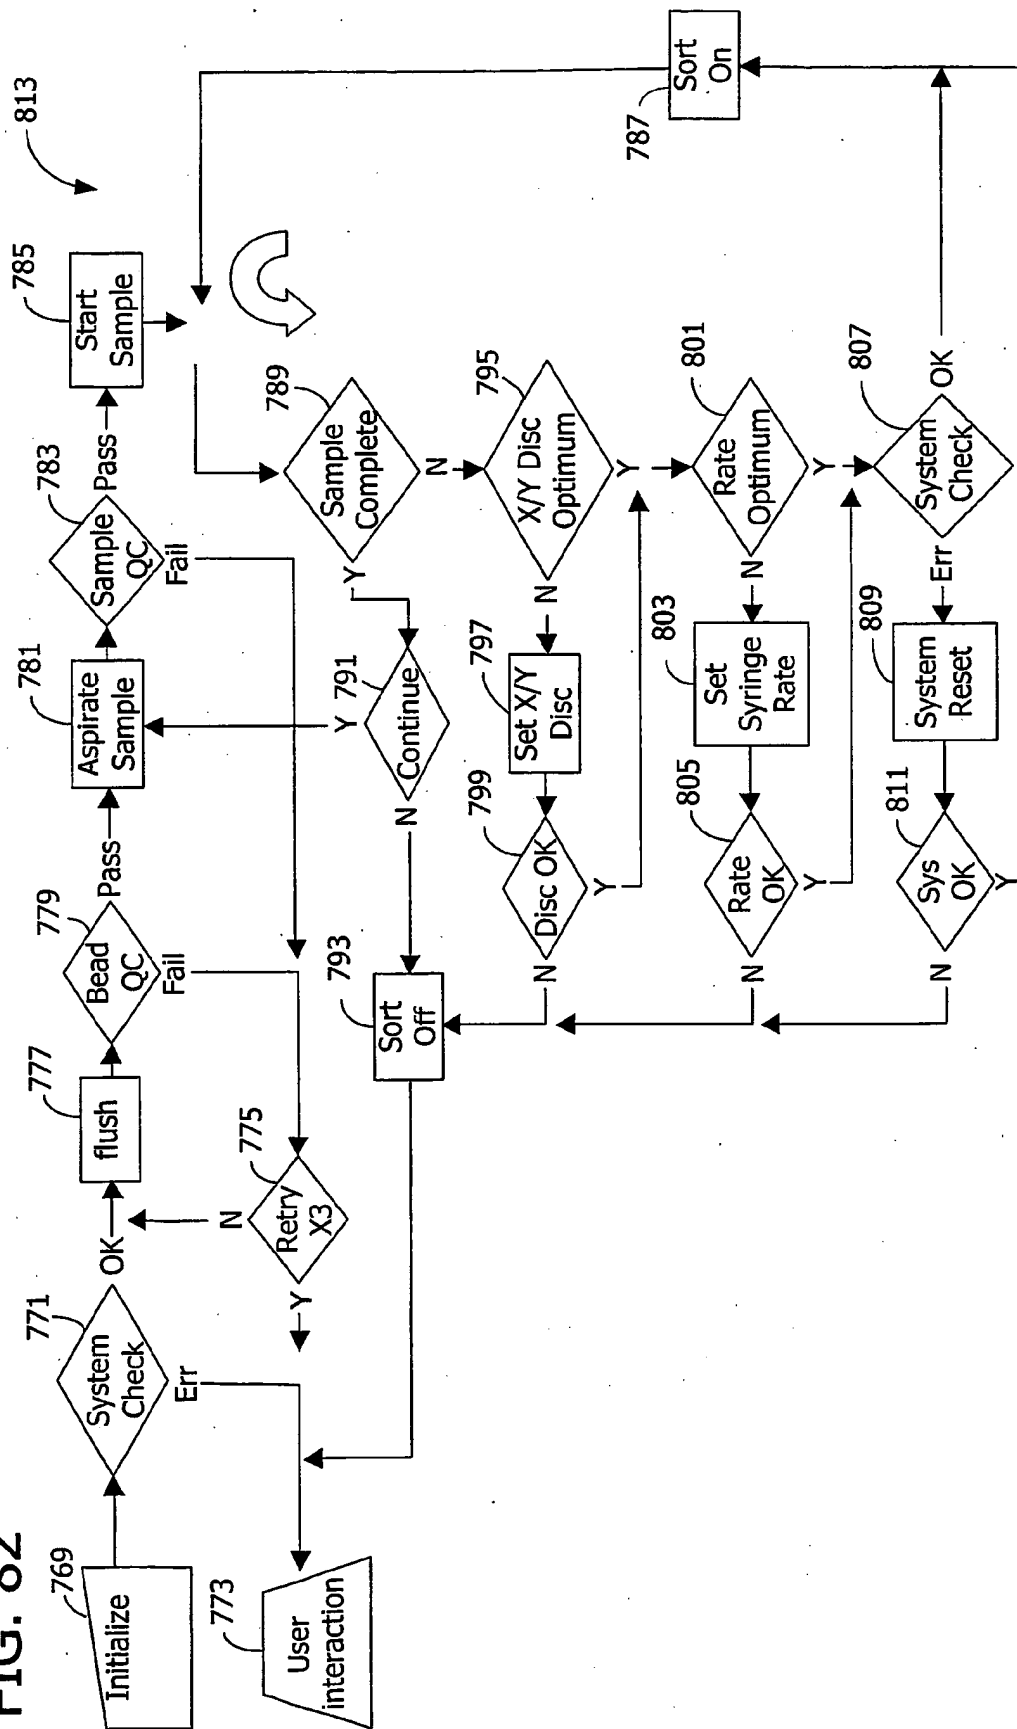 FIG. 82
813
769
Initialize
771
System
Check
OK
Err
777
flush
779
Bead
QC
Pass
Fail
781
Aspirate
Sample
783
Sample
QC
Pass
Fail
785
Start
Sample
773
User
interaction
775
Retry
X3
N
Y
789
Sample
Complete
Y
N
791
Continue
Y
N
793
Sort
Off
787
Sort
On
795
X/Y Disc
Optimum
N
Y
797
Set X/Y
Disc
799
Disc OK
Y
N
801
Rate
Optimum
N
Y
803
Set
Syringe
Rate
805
Rate
OK
Y
N
807
System
Check
OK
Err
809
System
Reset
811
Sys
OK
Y
N